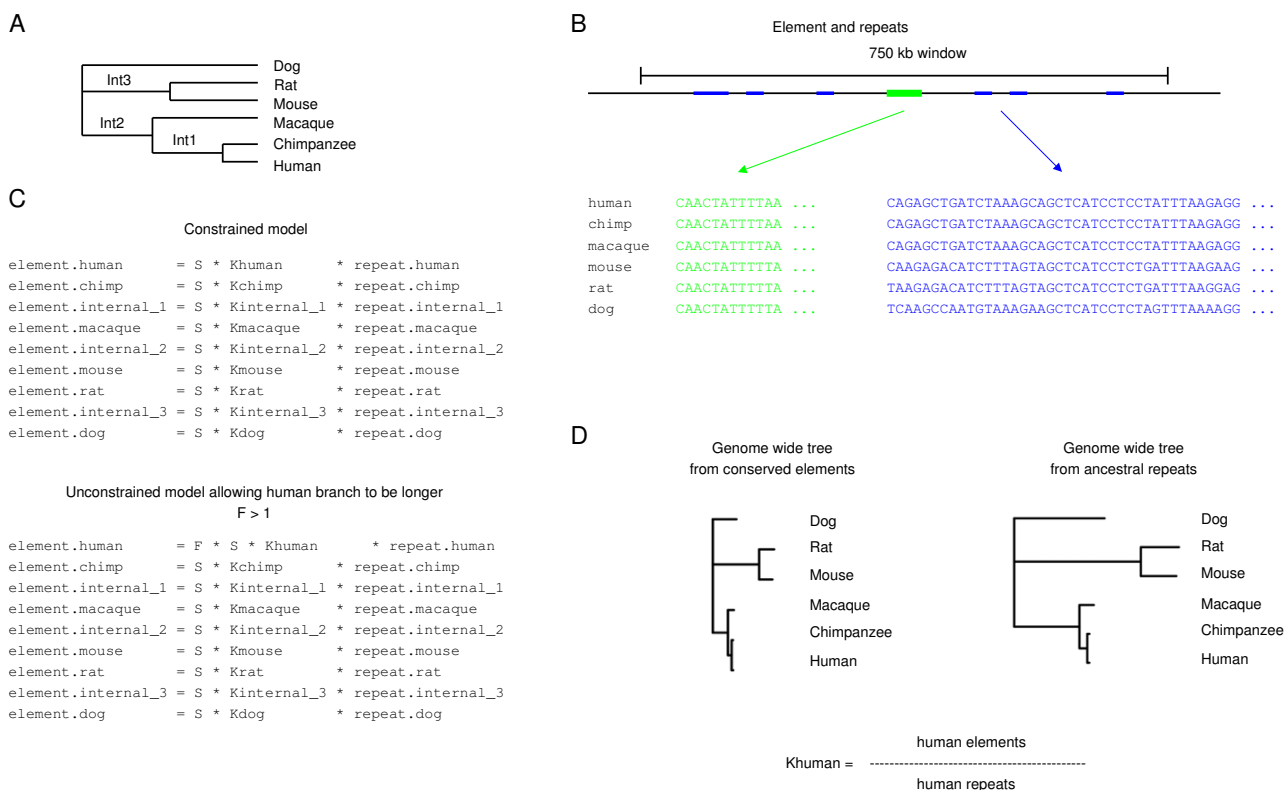 A
Dog
Int3
Rat
Mouse
Int2
Macaque
Int1
Chimpanzee
Human
B
Element and repeats
750 kb window
human CAACTATTTTAA ... CAGAGCTGATCTAAAGCAGCTCATCCTCCTATTTAAGAGG ...
chimp CAACTATTTTAA ... CAGAGCTGATCTAAAGCAGCTCATCCTCCTATTTAAGAGG ...
macaque CAACTATTTTAA ... CAGAGCTGATCTAAAGCAGCTCATCCTCCTATTTAAGAGG ...
mouse CAACTATTTTTA ... CAAGAGACATCTTTAGTAGCTCATCCTCTGATTTAAGAAG ...
rat CAACTATTTTTA ... TAAGAGACATCTTTAGTAGCTCATCCTCTGATTTAAGGAG ...
dog CAACTATTTTTA ... TCAAGCCAATGTAAAGAAGCTCATCCTCTAGTTTAAAAGG ...
C
Constrained model
element.human = S * Khuman * repeat.human
element.chimp = S * Kchimp * repeat.chimp
element.internal_1 = S * Kinternal_1 * repeat.internal_1
element.macaque = S * Kmacaque * repeat.macaque
element.internal_2 = S * Kinternal_2 * repeat.internal_2
element.mouse = S * Kmouse * repeat.mouse
element.rat = S * Krat * repeat.rat
element.internal_3 = S * Kinternal_3 * repeat.internal_3
element.dog = S * Kdog * repeat.dog
Unconstrained model allowing human branch to be longer
F > 1
element.human = F * S * Khuman * repeat.human
element.chimp = S * Kchimp * repeat.chimp
element.internal_1 = S * Kinternal_1 * repeat.internal_1
element.macaque = S * Kmacaque * repeat.macaque
element.internal_2 = S * Kinternal_2 * repeat.internal_2
element.mouse = S * Kmouse * repeat.mouse
element.rat = S * Krat * repeat.rat
element.internal_3 = S * Kinternal_3 * repeat.internal_3
element.dog = S * Kdog * repeat.dog
D
Genome wide tree
from conserved elements
Dog
Rat
Mouse
Macaque
Chimpanzee
Human
Genome wide tree
from ancestral repeats
Dog
Rat
Mouse
Macaque
Chimpanzee
Human
human elements
Khuman = -------------------------------------------
human repeats